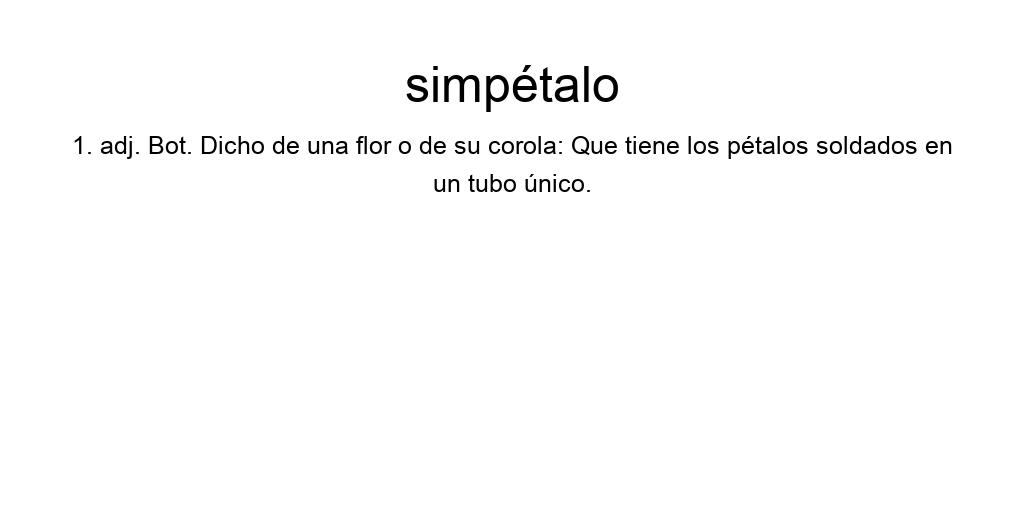 simpétalo
1. adj. Bot. Dicho de una flor o de su corola: Que tiene los pétalos soldados en
un tubo único.